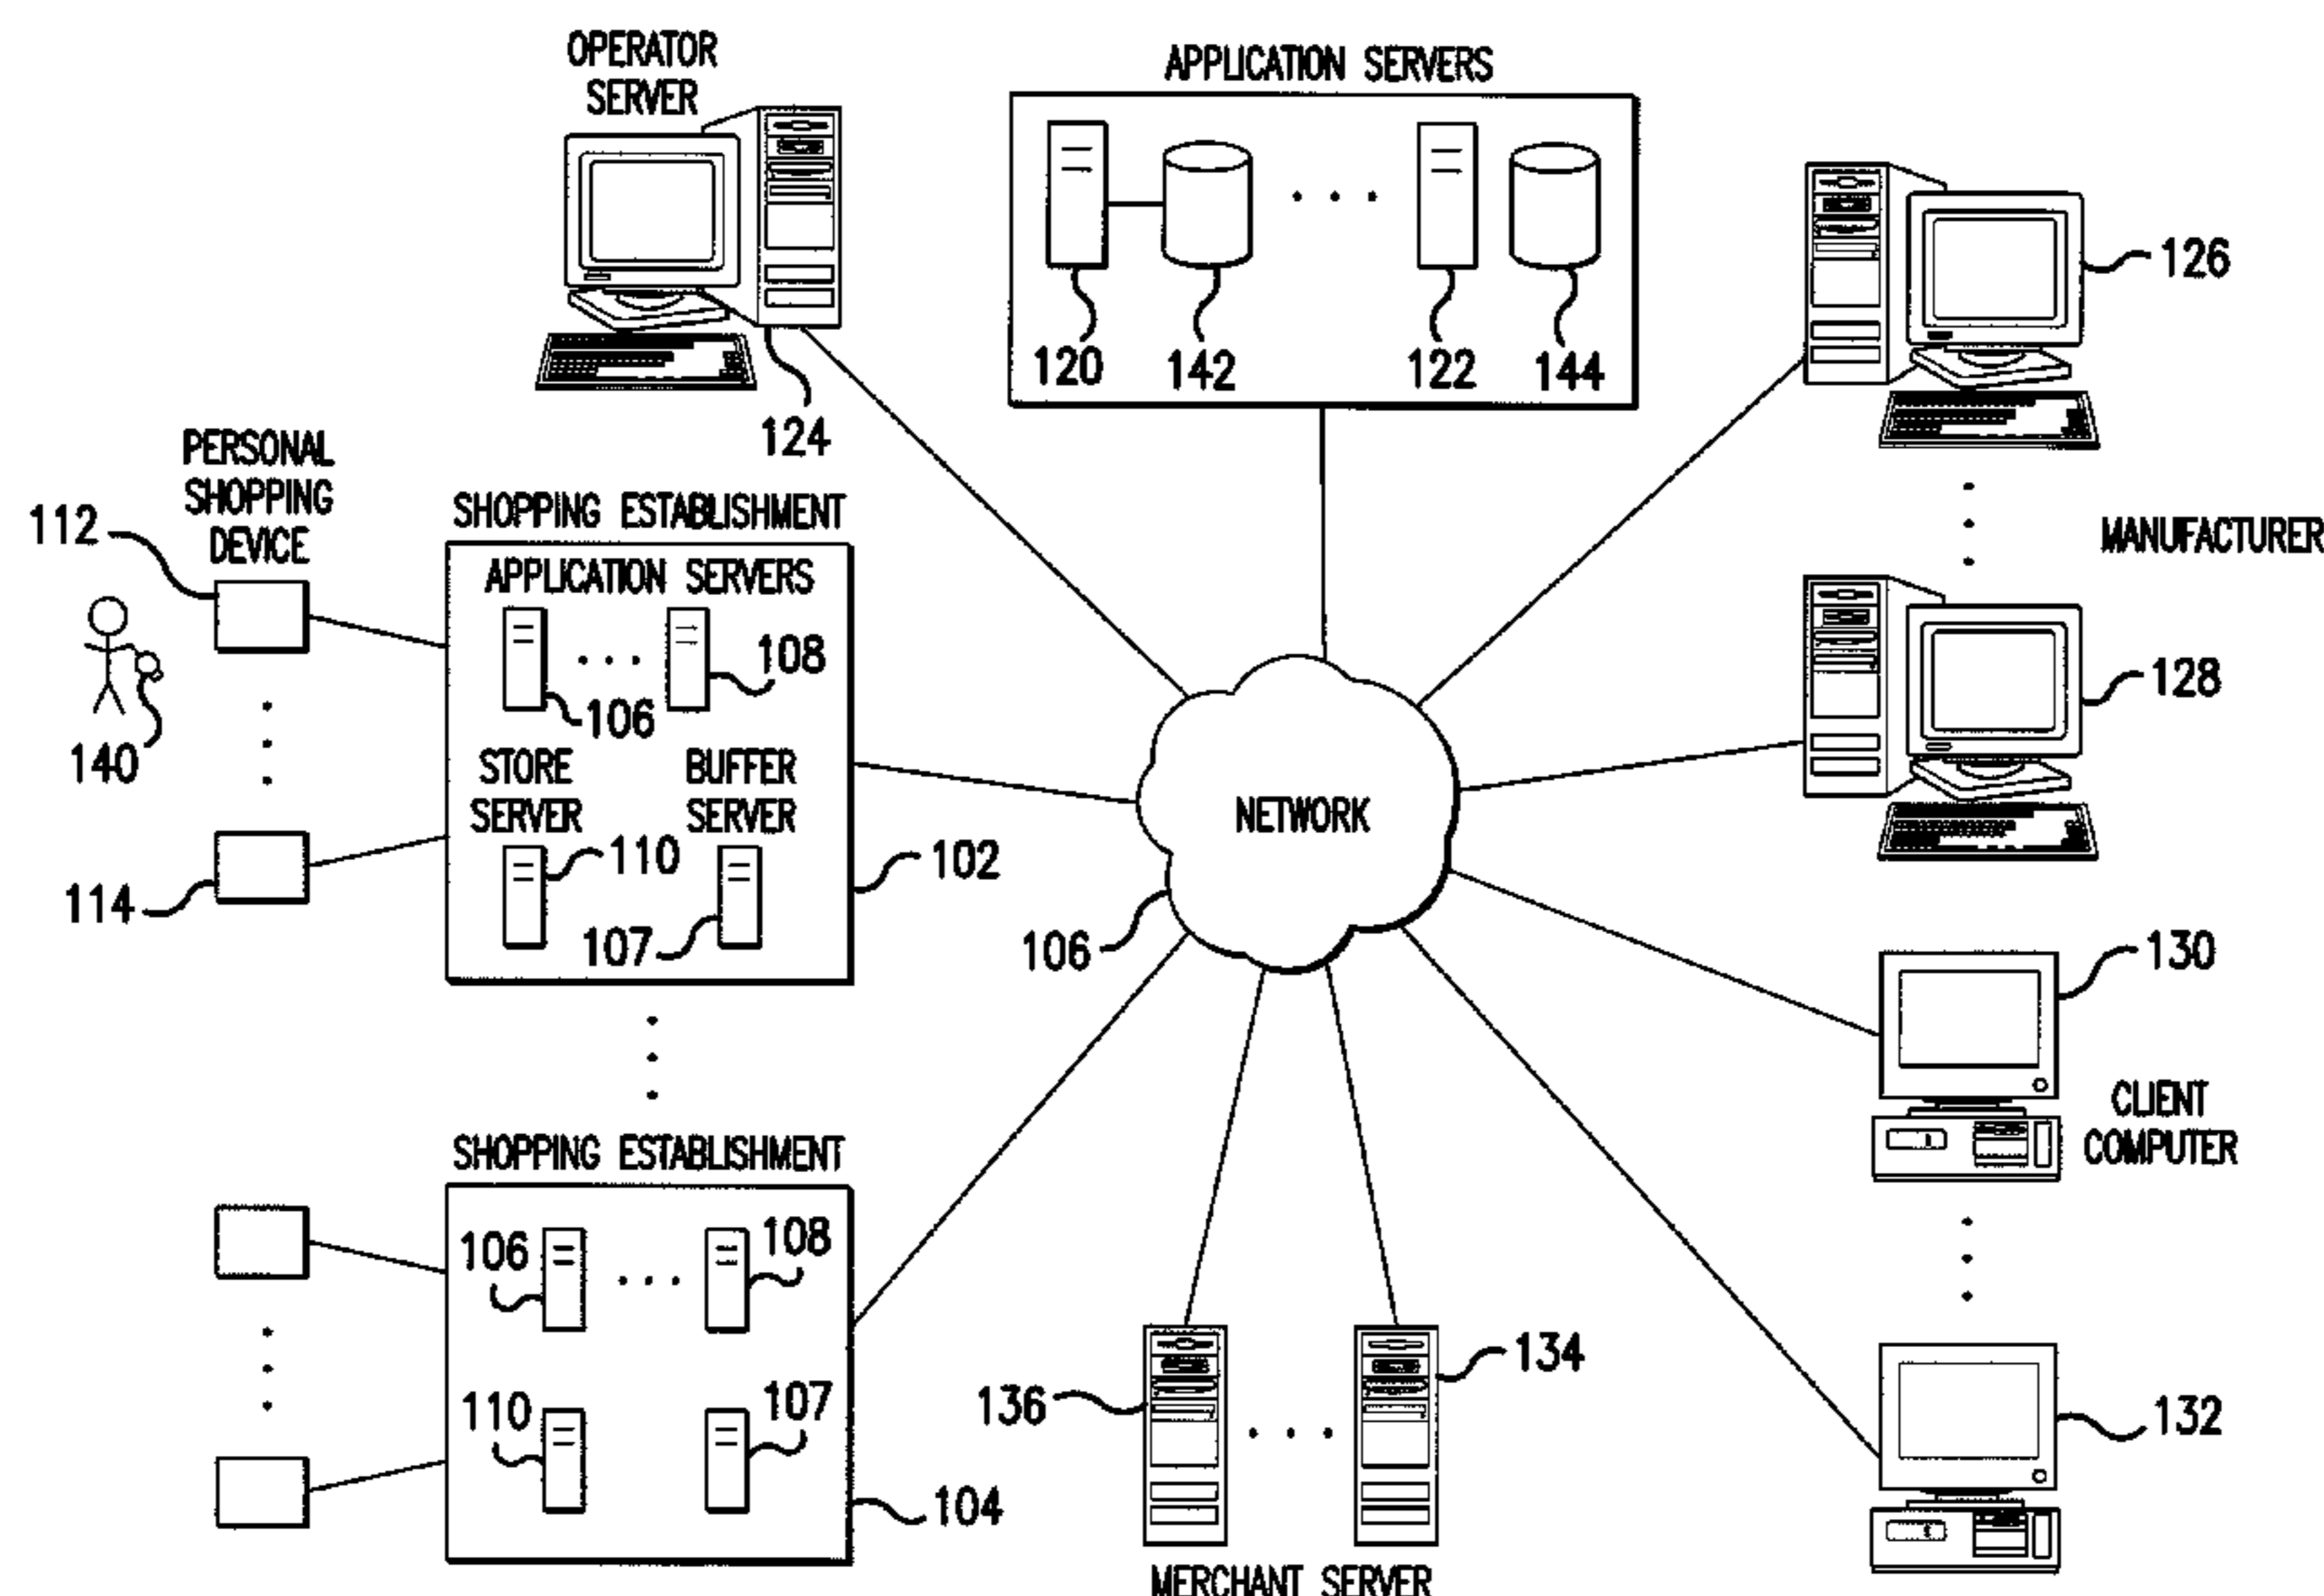 OPERATOR
SERVER
APPLICATION SERVERS
120
142
122
144
126
124
PERSONAL
SHOPPING
DEVICE
112
SHOPPING ESTABLISHMENT
APPLICATION SERVERS
108
106
140
STORE
SERVER
BUFFER
SERVER
110
107
102
114
NETWORK
106
MANUFACTURER
128
130
CLIENT
COMPUTER
132
SHOPPING ESTABLISHMENT
106
108
110
107
104
136
134
MERCHANT SERVER